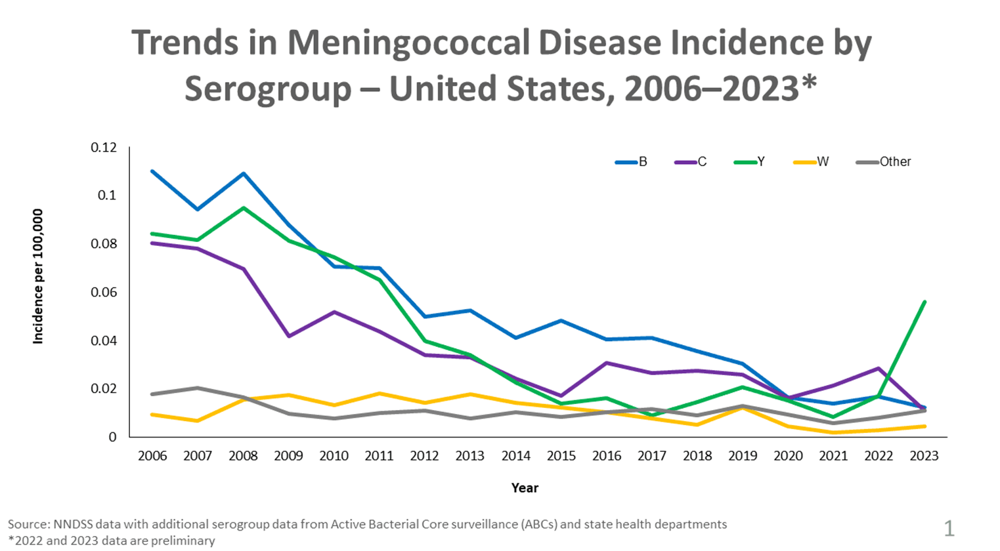 Trends in Meningococcal Disease Incidence by
Serogroup – United States, 2006–2023*
0.12
B C Y W Other
0.1
0.08
0.06
0.04
0.02
0
Incidence per 100,000
2006 2007 2008 2009 2010 2011 2012 2013 2014 2015 2016 2017 2018 2019 2020 2021 2022 2023
Year
Source: NNDSS data with additional serogroup data from Active Bacterial Core surveillance (ABCs) and state health departments
*2022 and 2023 data are preliminary
1